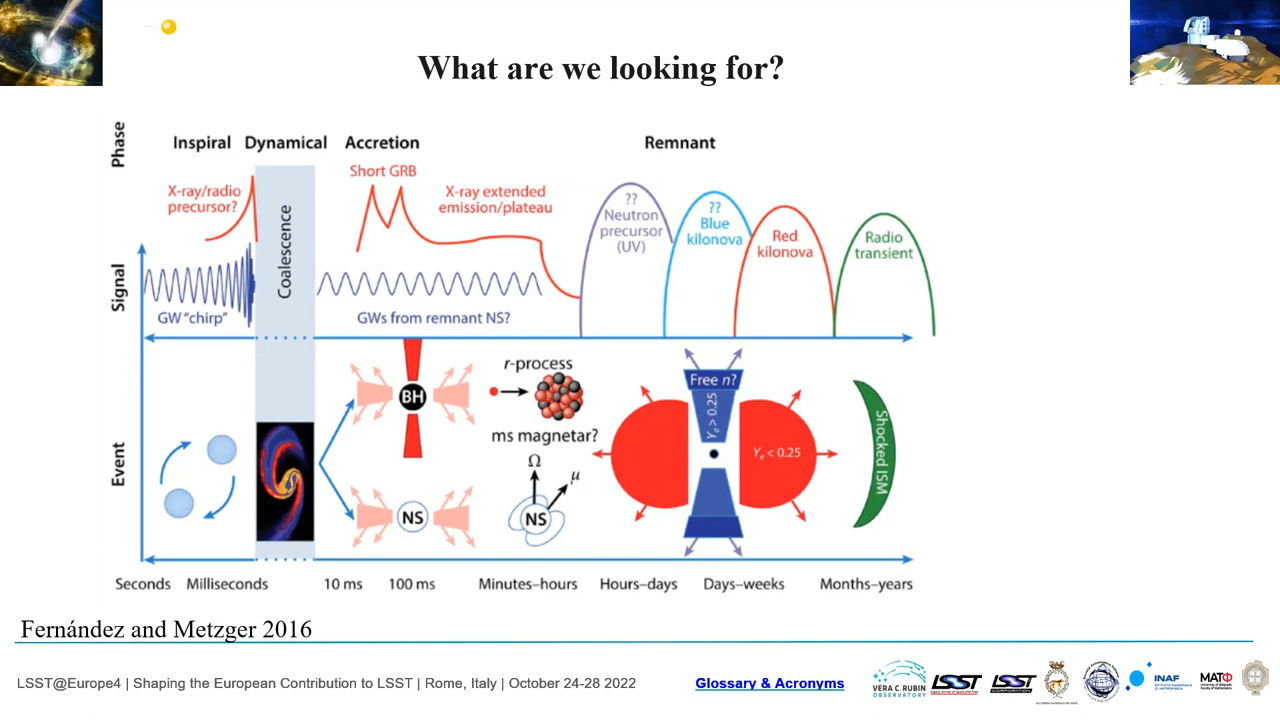 What are we looking for?
Phase
Inspiral Dynamical Accretion Remnant
Short GRB
X-ray/radio
precursor?
X-ray extended
emission/plateau
??
Neutron
precursor
(UV)
??
Blue
kilonova
Red
kilonova
Radio
transient
Signal
Coalescence
GW "chirp"
GWs from remnant NS?
Event
BH
r-process
ms magnetar?
Ω
μ
NS
NS
Free n?
Ye > 0.25
Ye < 0.25
Shocked ISM
Seconds Milliseconds 10 ms 100 ms Minutes–hours Hours–days Days–weeks Months–years
Fernández and Metzger 2016
LSST@Europe4 | Shaping the European Contribution to LSST | Rome, Italy | October 24-28 2022
Glossary & Acronyms
VERA C. RUBIN
OBSERVATORY
LSST
LSST
CORPORATION
INAF
MATF